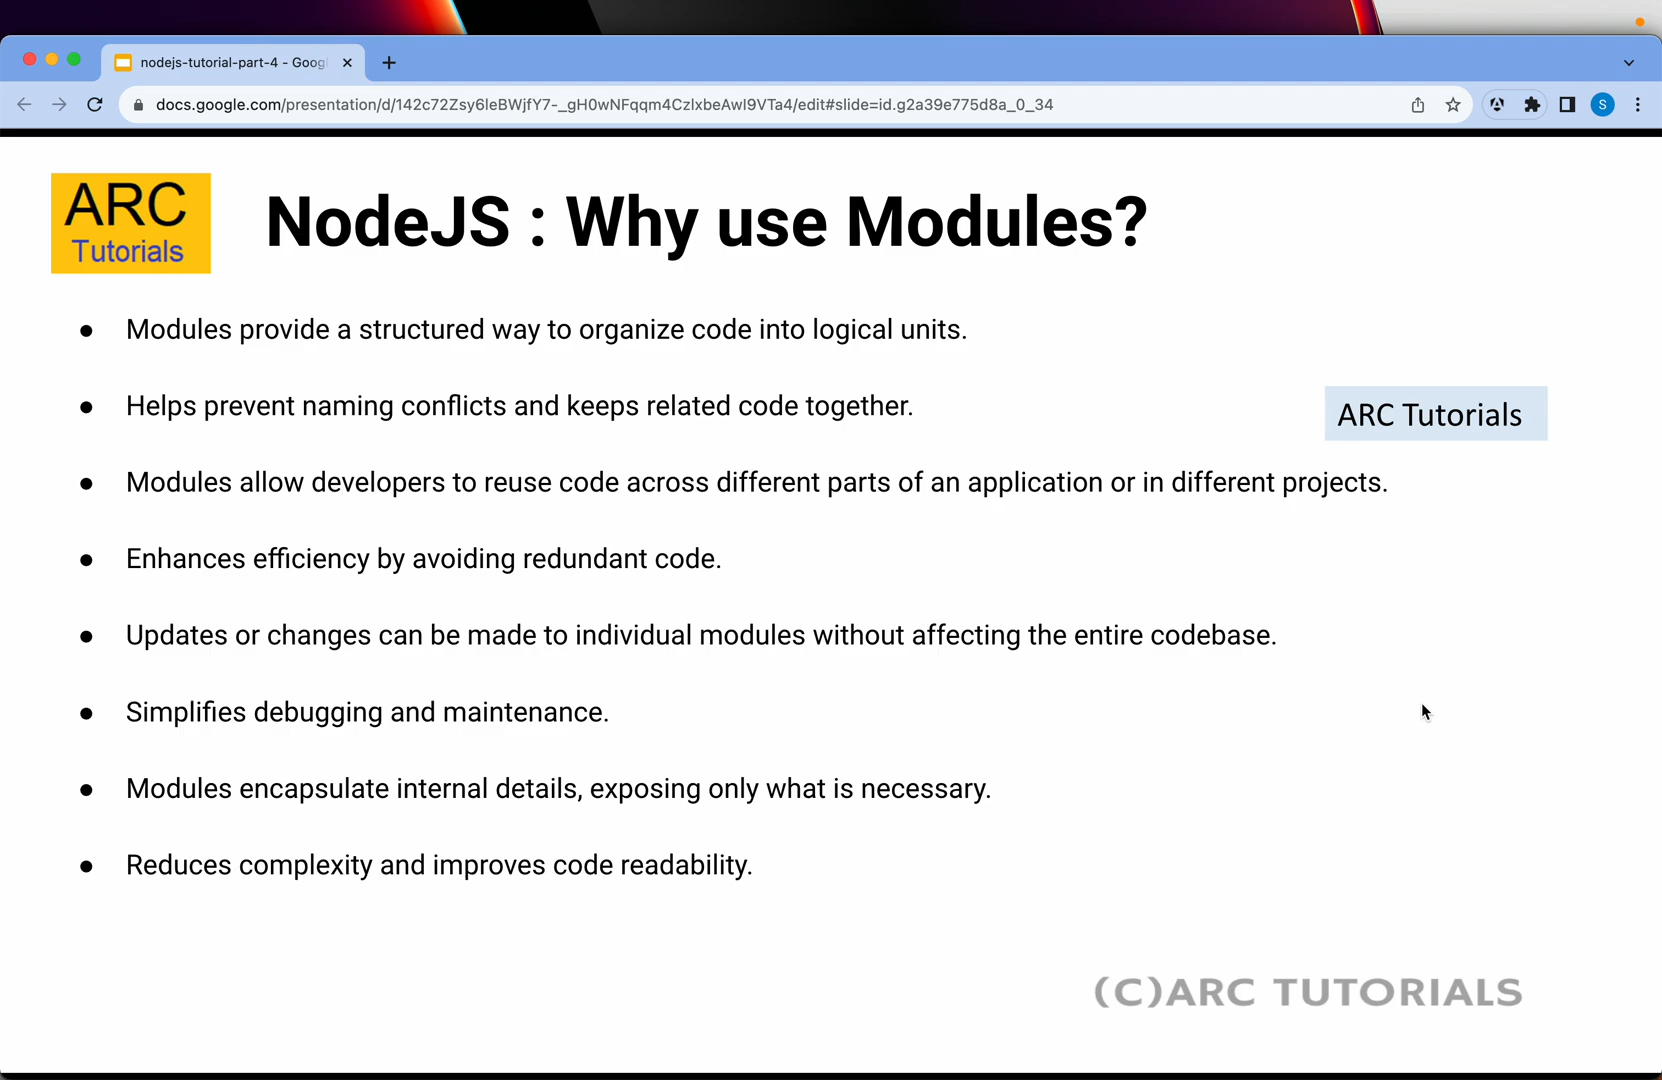 nodejs-tutorial-part-4 - Goog
docs.google.com/presentation/d/142c72Zsy6leBWjfY7-_gH0wNFqqm4CzlxbeAwI9VTa4/edit#slide=id.g2a39e775d8a_0_34
S
ARC
Tutorials
NodeJS : Why use Modules?
● Modules provide a structured way to organize code into logical units.
● Helps prevent naming conflicts and keeps related code together.
ARC Tutorials
● Modules allow developers to reuse code across different parts of an application or in different projects.
● Enhances efficiency by avoiding redundant code.
● Updates or changes can be made to individual modules without affecting the entire codebase.
● Simplifies debugging and maintenance.
● Modules encapsulate internal details, exposing only what is necessary.
● Reduces complexity and improves code readability.
(C)ARC TUTORIALS